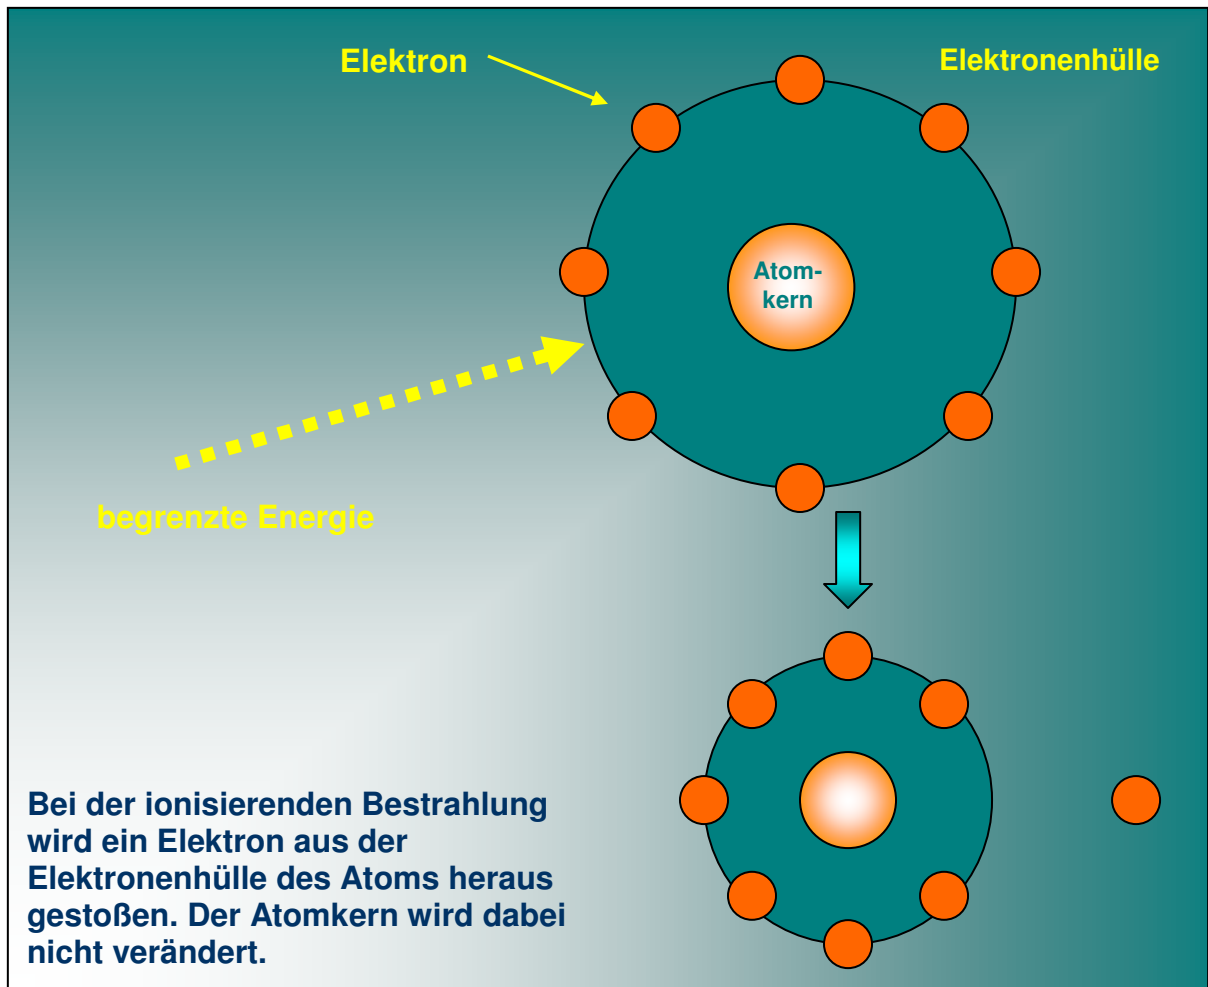 Elektron
Elektronenhülle
Atom-
kern
begrenzte Energie
Bei der ionisierenden Bestrahlung
wird ein Elektron aus der
Elektronenhülle des Atoms heraus
gestoßen. Der Atomkern wird dabei
nicht verändert.